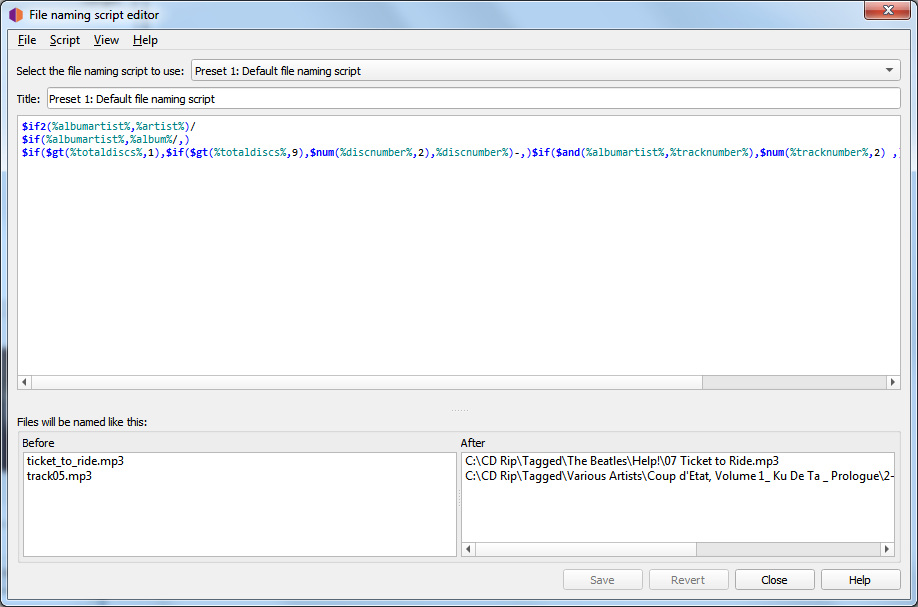 File naming script editor
File Script View Help
Select the file naming script to use: Preset 1: Default file naming script
Title: Preset 1: Default file naming script
$if2(%albumartist%,%artist%)/
$if(%albumartist%,%album%/,)
$if($gt(%totaldiscs%,1),$if($gt(%totaldiscs%,9),$num(%discnumber%,2),%discnumber%)-,)$if($and(%albumartist%,%tracknumber%),$num(%tracknumber%,2) ,)
Files will be named like this:
Before After
ticket_to_ride.mp3 C:\CD Rip\Tagged\The Beatles\Help!\07 Ticket to Ride.mp3
track05.mp3 C:\CD Rip\Tagged\Various Artists\Coup d'Etat, Volume 1_ Ku De Ta _ Prologue\2-
Save Revert Close Help